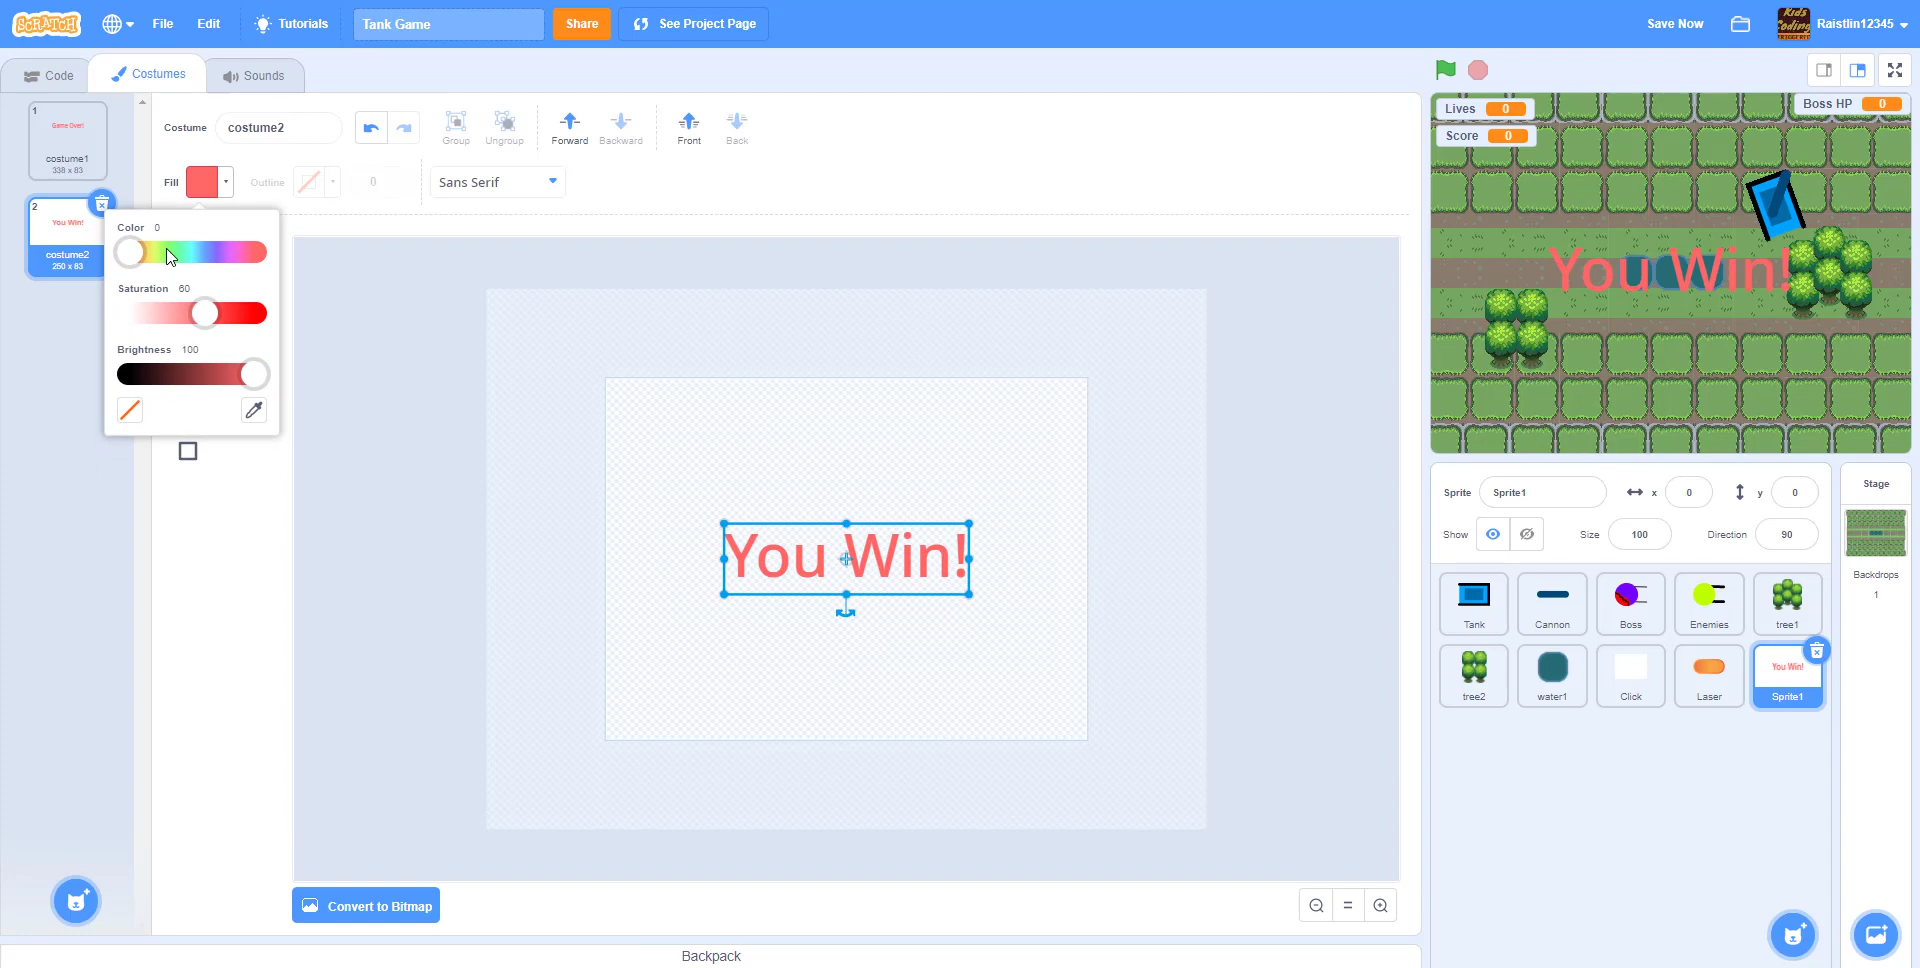 SCRATCH File Edit Tutorials Tank Game Share See Project Page Save Now Raistlin12345
Kids Coding
Code Costumes Sounds
1
Game Over!
costume1
338 x 83
2
You Win!
costume2
250 x 83
Costume costume2 Group Ungroup Forward Backward Front Back
Fill Outline 0 Sans Serif
Color 0
Saturation 60
Brightness 100
You Win!
Convert to Bitmap
Backpack
Lives 0 Boss HP 0
Score 0
You Win!
Sprite Sprite1 x 0 y 0
Show Size 100 Direction 90
Tank Cannon Boss Enemies tree1
You Win!
tree2 water1 Click Laser Sprite1
Stage
Backdrops
1